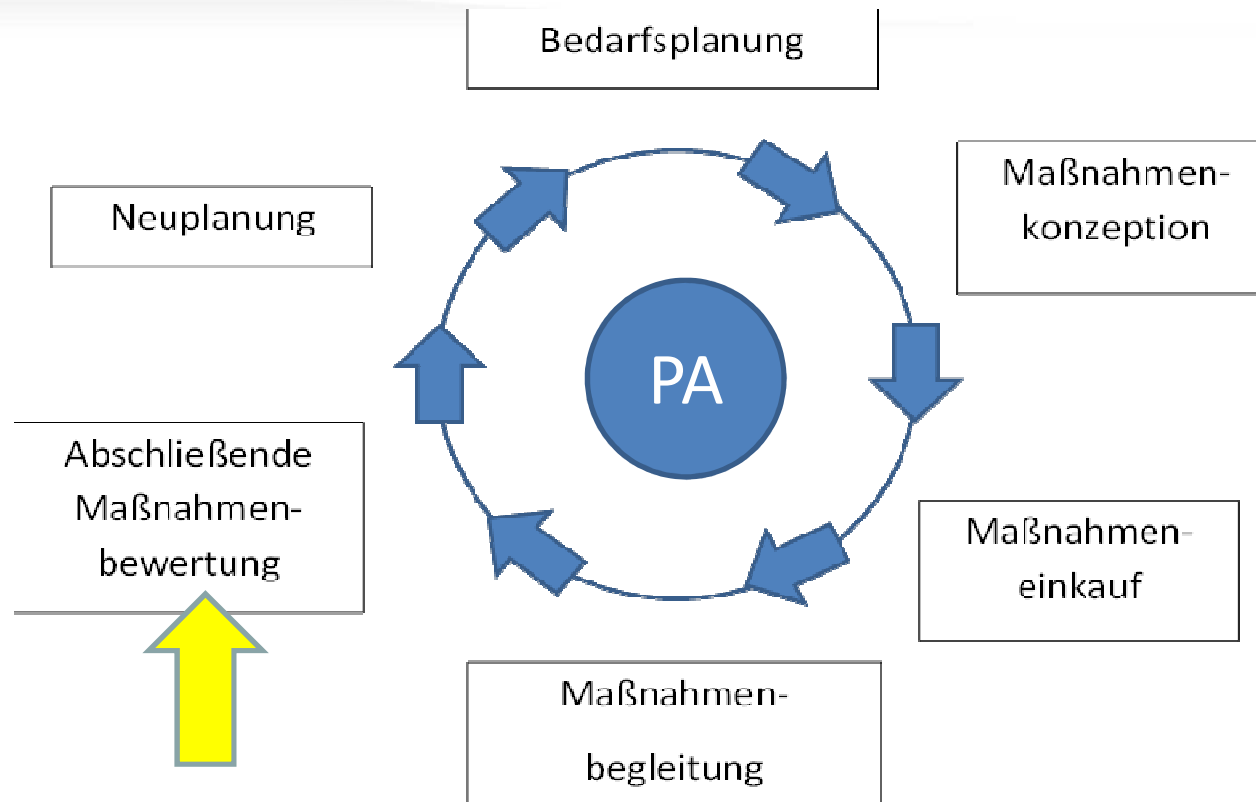 Bedarfsplanung
Maßnahmen-
konzeption
Neuplanung
PA
Abschließende
Maßnahmen-
bewertung
Maßnahmen-
einkauf
Maßnahmen-
begleitung